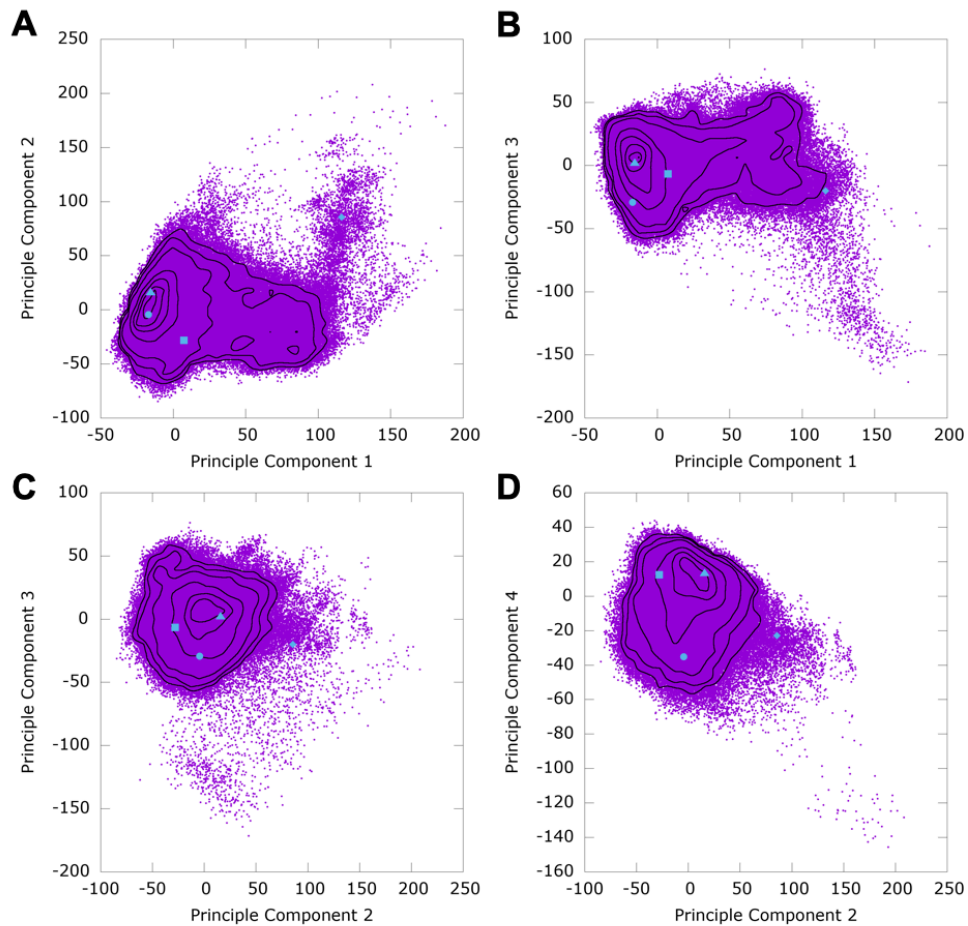 A
250
200
150
100
50
0
-50
-100
Principle Component 2
-50 0 50 100 150 200
Principle Component 1
B
100
50
0
-50
-100
-150
-200
Principle Component 3
-50 0 50 100 150 200
Principle Component 1
C
100
50
0
-50
-100
-150
-200
Principle Component 3
-100 -50 0 50 100 150 200 250
Principle Component 2
D
60
40
20
0
-20
-40
-60
-80
-100
-120
-140
-160
Principle Component 4
-100 -50 0 50 100 150 200 250
Principle Component 2